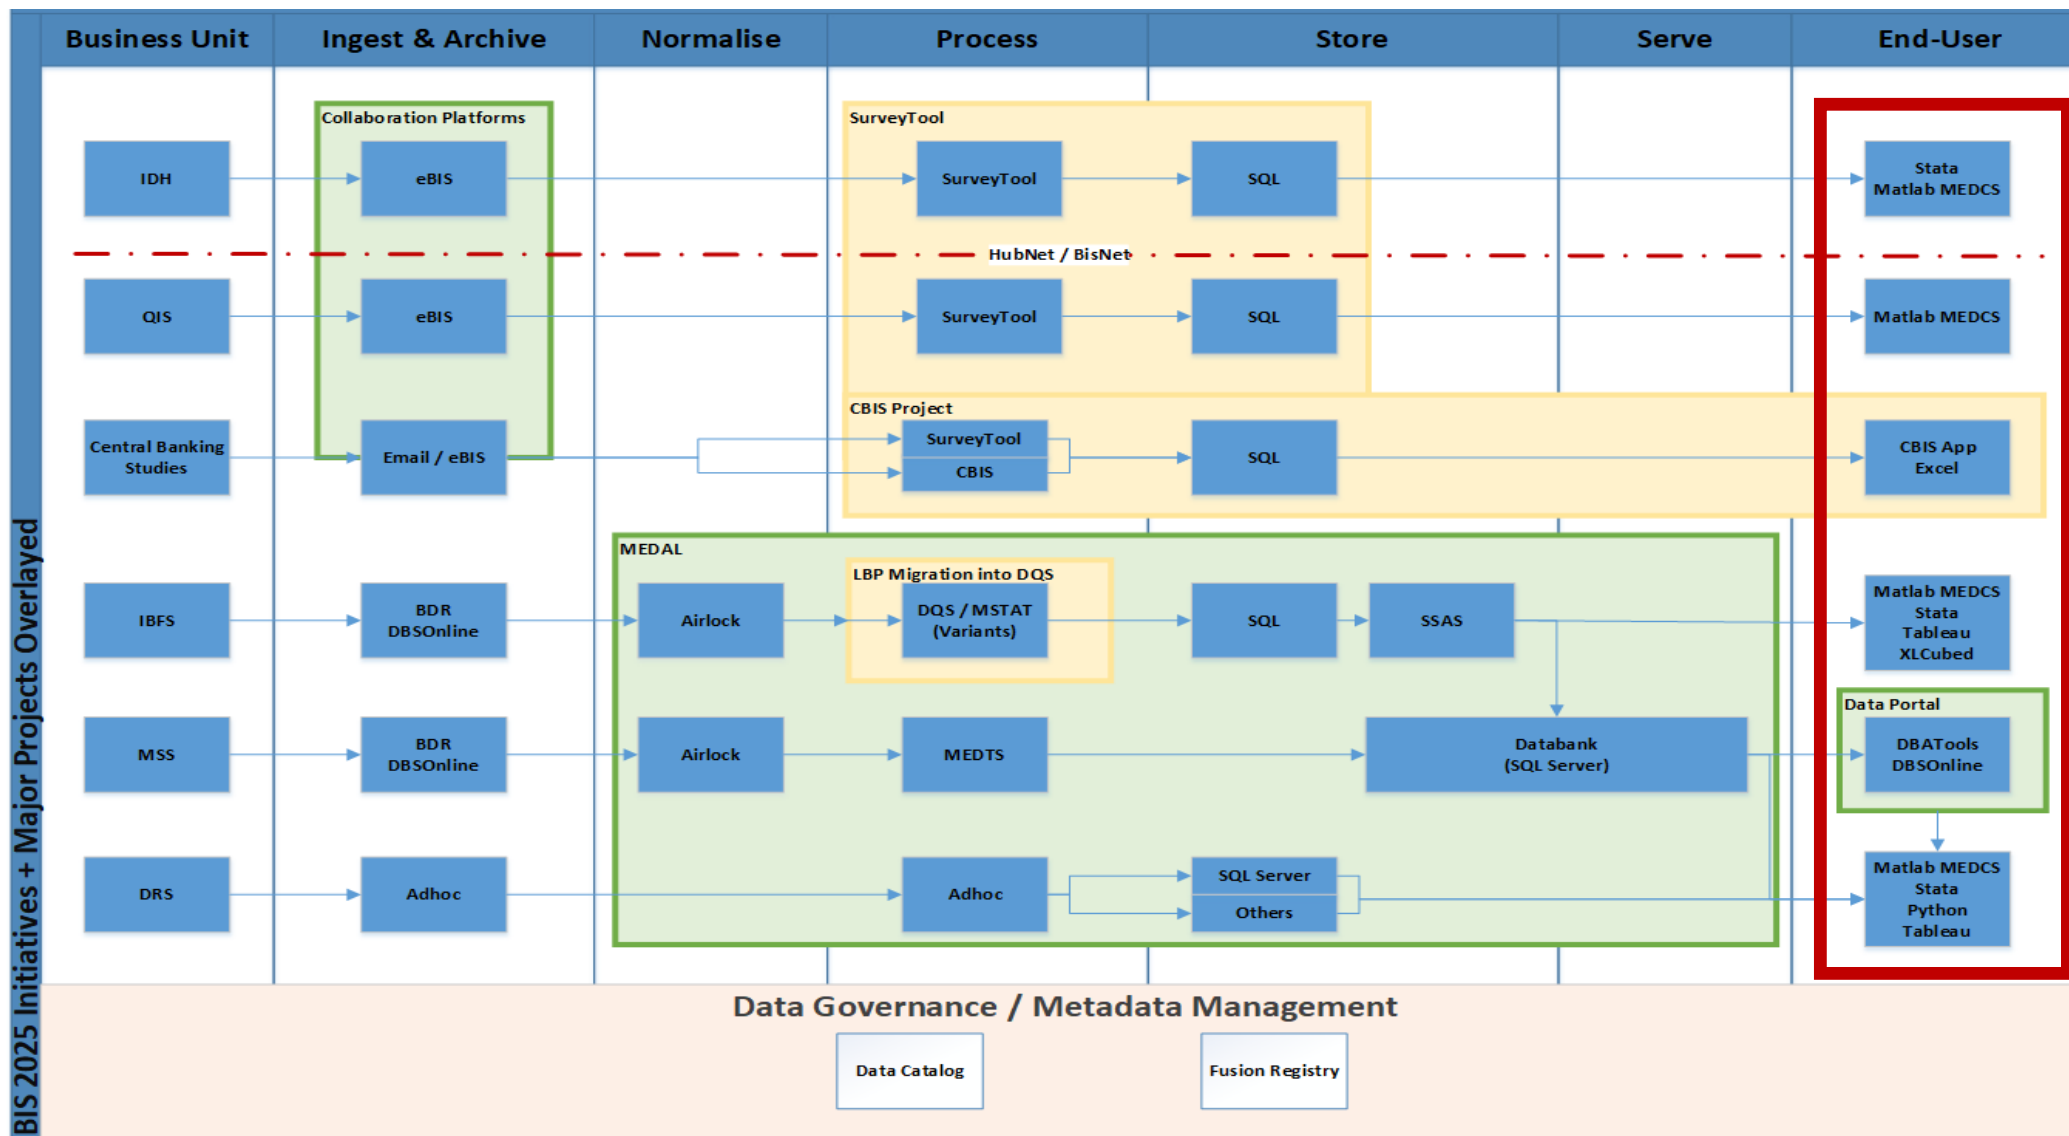 BIS 2025 Initiatives + Major Projects Overlayed
Business Unit
Ingest & Archive
Normalise
Process
Store
Serve
End-User
Collaboration Platforms
SurveyTool
IDH
eBIS
SurveyTool
SQL
Stata
Matlab MEDCS
HubNet / BisNet
QIS
eBIS
SurveyTool
SQL
Matlab MEDCS
CBIS Project
Central Banking
Studies
Email / eBIS
SurveyTool
CBIS
SQL
CBIS App
Excel
MEDAL
LBP Migration into DQS
IBFS
BDR
DBSOnline
Airlock
DQS / MSTAT
(Variants)
SQL
SSAS
Matlab MEDCS
Stata
Tableau
XLCubed
Data Portal
MSS
BDR
DBSOnline
Airlock
MEDTS
Databank
(SQL Server)
DBATools
DBSOnline
DRS
Adhoc
Adhoc
SQL Server
Others
Matlab MEDCS
Stata
Python
Tableau
Data Governance / Metadata Management
Data Catalog
Fusion Registry